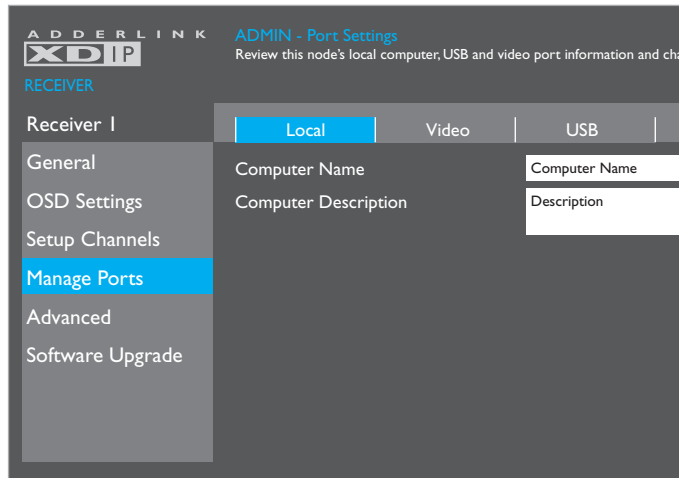 ADDERLINK
XDIP
RECEIVER
ADMIN - Port Settings
Review this node's local computer, USB and video port information and cha
Receiver 1
General
OSD Settings
Setup Channels
Manage Ports
Advanced
Software Upgrade
Local Video USB
Computer Name Computer Name
Computer Description Description